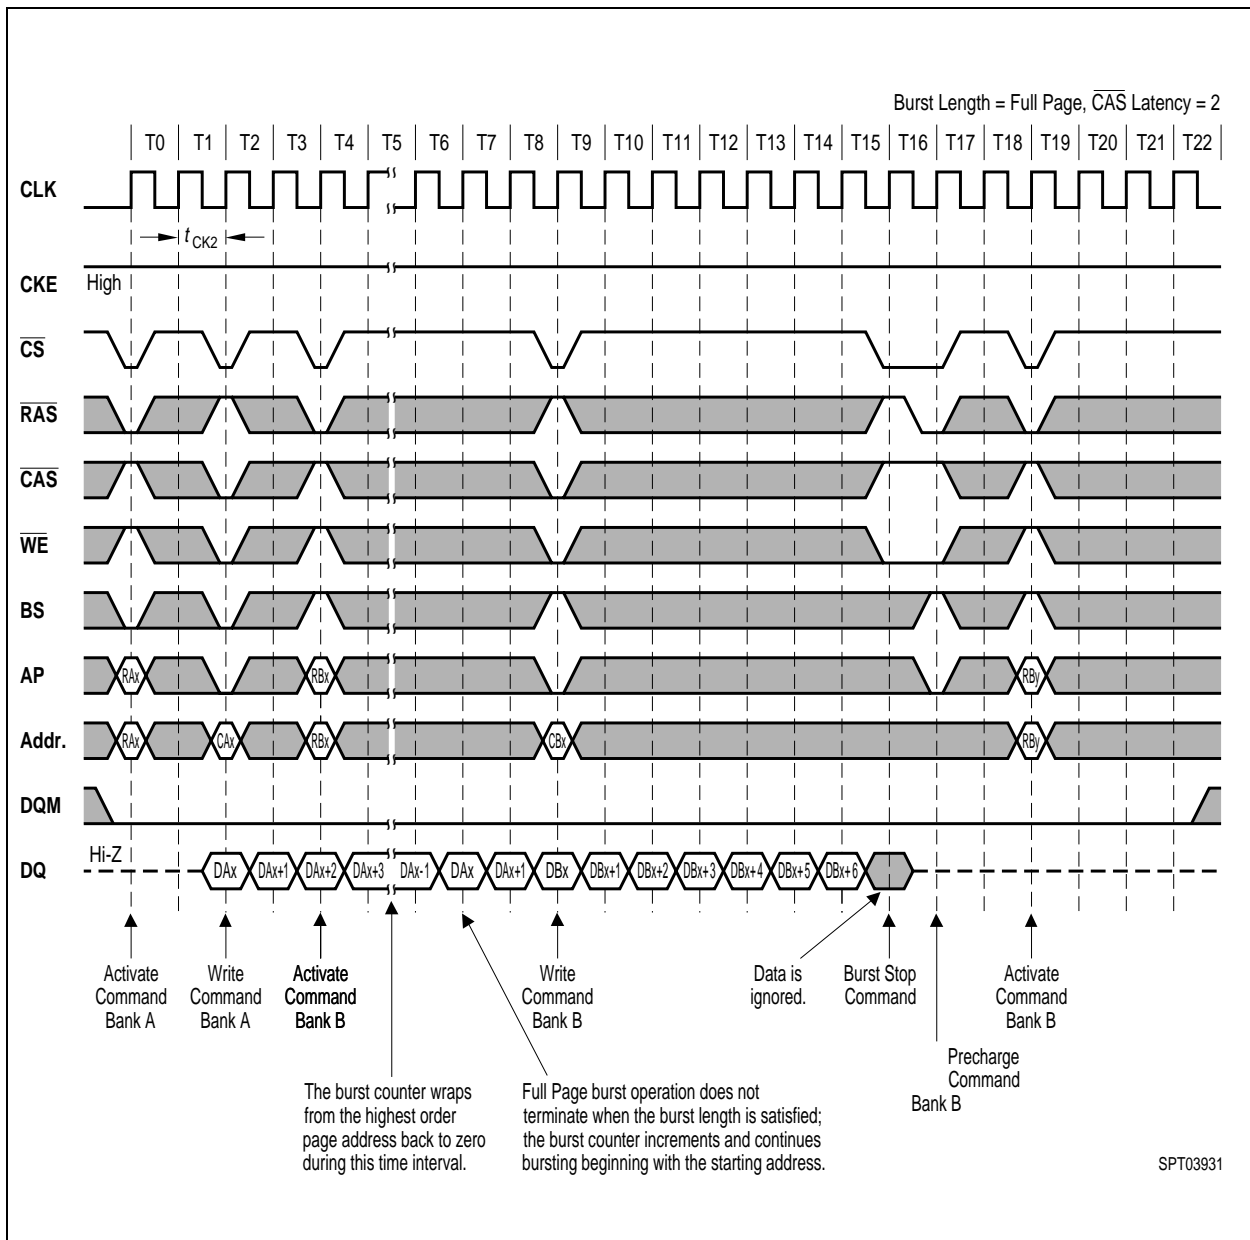 Burst Length = Full Page, CAS Latency = 2
T0 T1 T2 T3 T4 T5 T6 T7 T8 T9 T10 T11 T12 T13 T14 T15 T16 T17 T18 T19 T20 T21 T22
CLK
t CK2
CKE High
CS
RAS
CAS
WE
BS
AP RAx RBx RBy
Addr. RAx CAx RBx CBx RBy
DQM
Hi-Z
DQ DAx DAx+1 DAx+2 DAx+3 DAx-1 DAx DAx+1 DBx DBx+1 DBx+2 DBx+3 DBx+4 DBx+5 DBx+6
Activate
Command
Bank A
Write
Command
Bank A
Activate
Command
Bank B
Write
Command
Bank B
Data is
ignored.
Burst Stop
Command
Activate
Command
Bank B
Precharge
Command
Bank B
The burst counter wraps
from the highest order
page address back to zero
during this time interval.
Full Page burst operation does not
terminate when the burst length is satisfied;
the burst counter increments and continues
bursting beginning with the starting address.
SPT03931